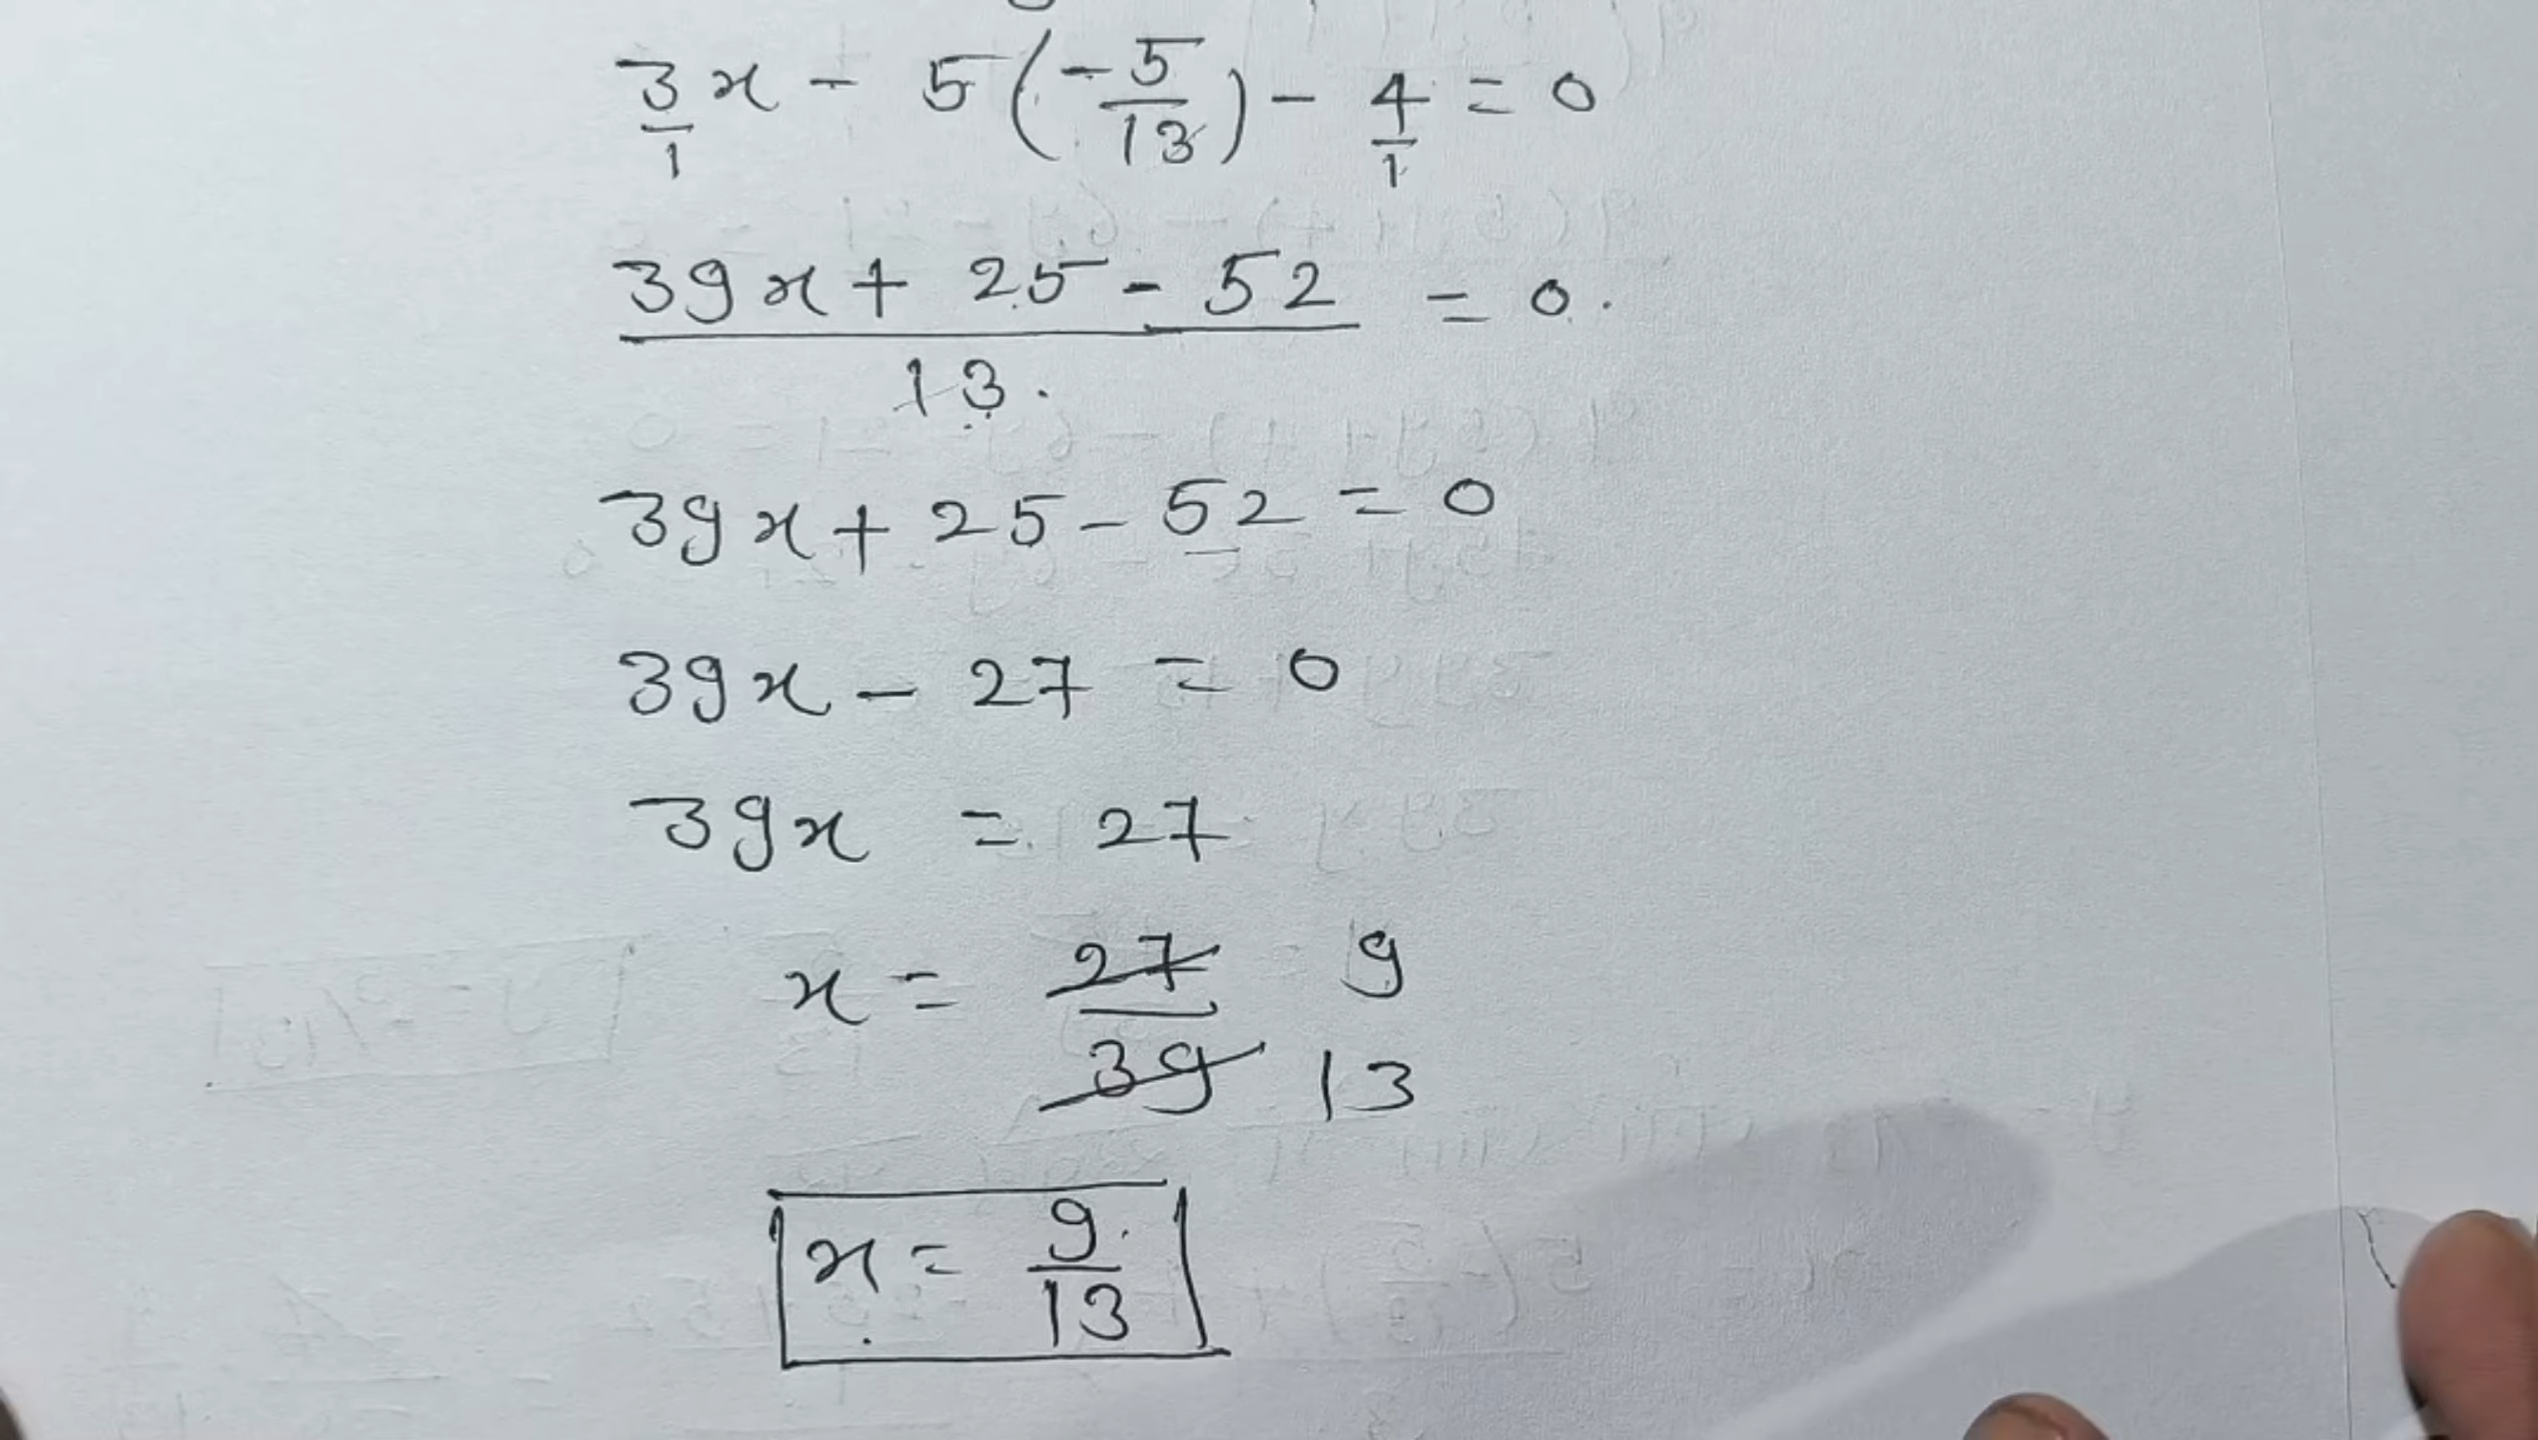 3/1 x - 5(-5/13) - 4/1 = 0
39x + 25 - 52 / 13. = 0.
39x + 25 - 52 = 0
39x - 27 = 0
39x = 27
x = 27/39 9/13
x = 9/13